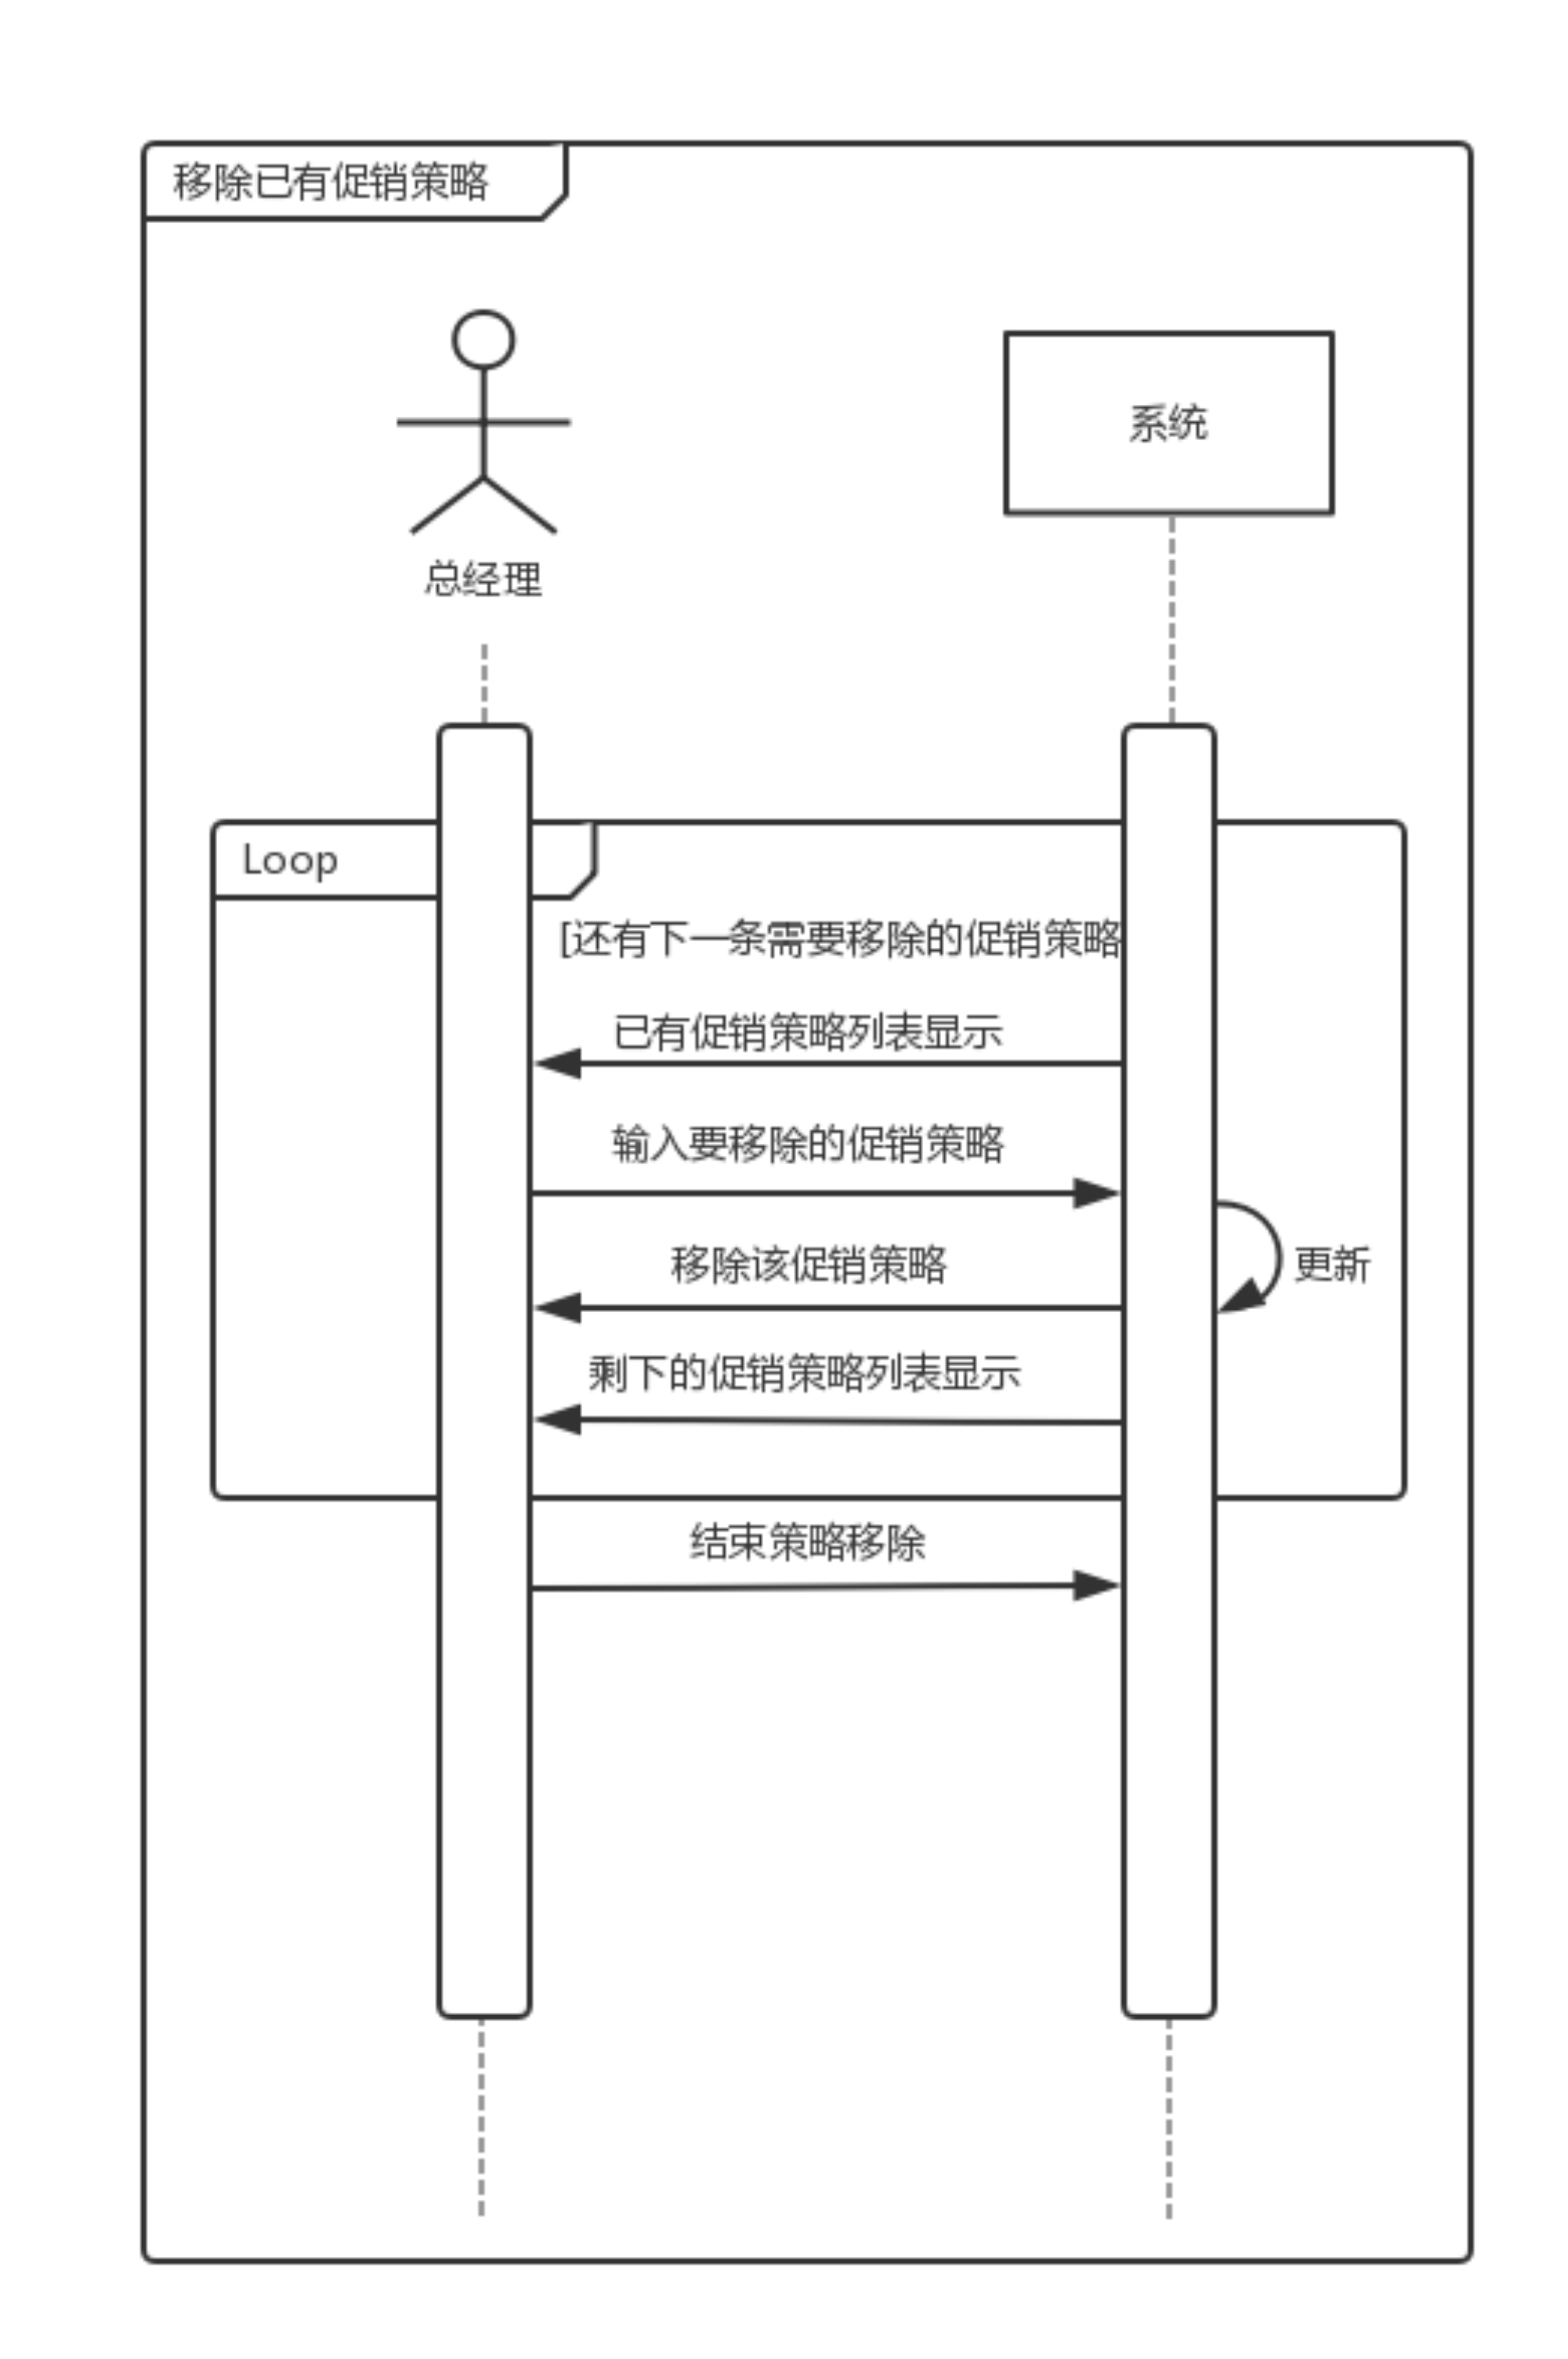 移除已有促销策略
系统
总经理
Loop
[还有下一条需要移除的促销策略
已有促销策略列表显示
输入要移除的促销策略
移除该促销策略
更新
剩下的促销策略列表显示
结束策略移除